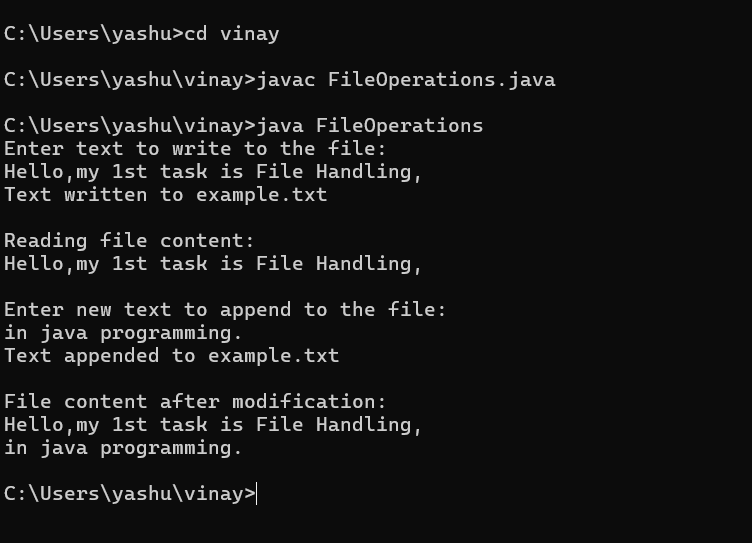 C:\Users\yashu>cd vinay
C:\Users\yashu\vinay>javac FileOperations.java
C:\Users\yashu\vinay>java FileOperations
Enter text to write to the file:
Hello,my 1st task is File Handling,
Text written to example.txt
Reading file content:
Hello,my 1st task is File Handling,
Enter new text to append to the file:
in java programming.
Text appended to example.txt
File content after modification:
Hello,my 1st task is File Handling,
in java programming.
C:\Users\yashu\vinay>